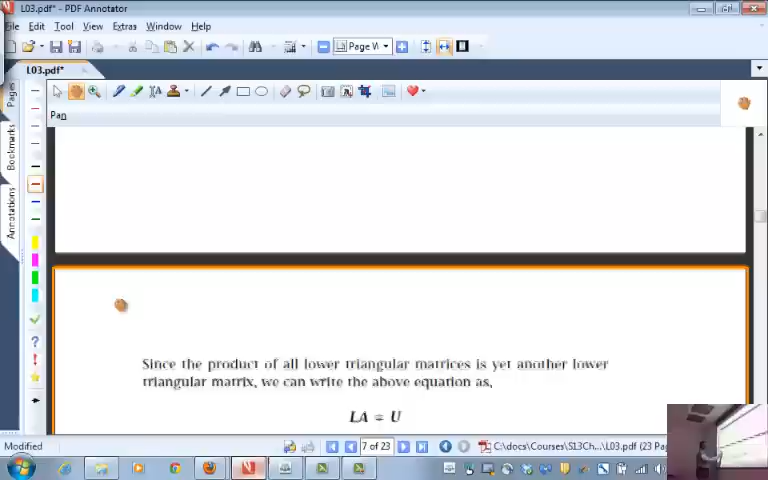 L03.pdf* - PDF Annotator
File Edit Tool View Extras Window Help
Page W
L03.pdf*
Pan
Pages
Bookmarks
Annotations
Since the product of all lower triangular matrices is yet another lower
triangular matrix, we can write the above equation as,
LA = U
Modified
7 of 23
C:\docs\Courses\S13Ch...\L03.pdf (23 Pa